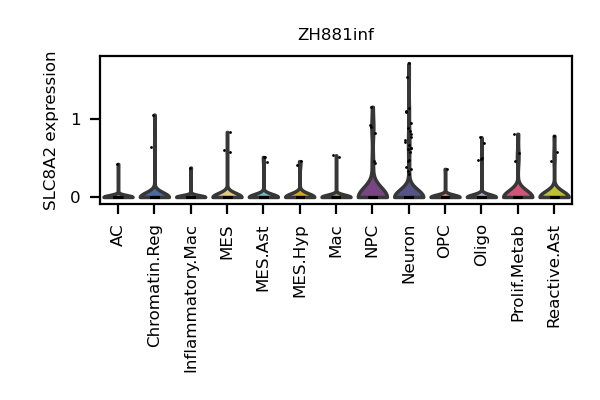 ZH881inf
SLC8A2 expression
1
0
AC
Chromatin.Reg
Inflammatory.Mac
MES
MES.Ast
MES.Hyp
Mac
NPC
Neuron
OPC
Oligo
Prolif.Metab
Reactive.Ast